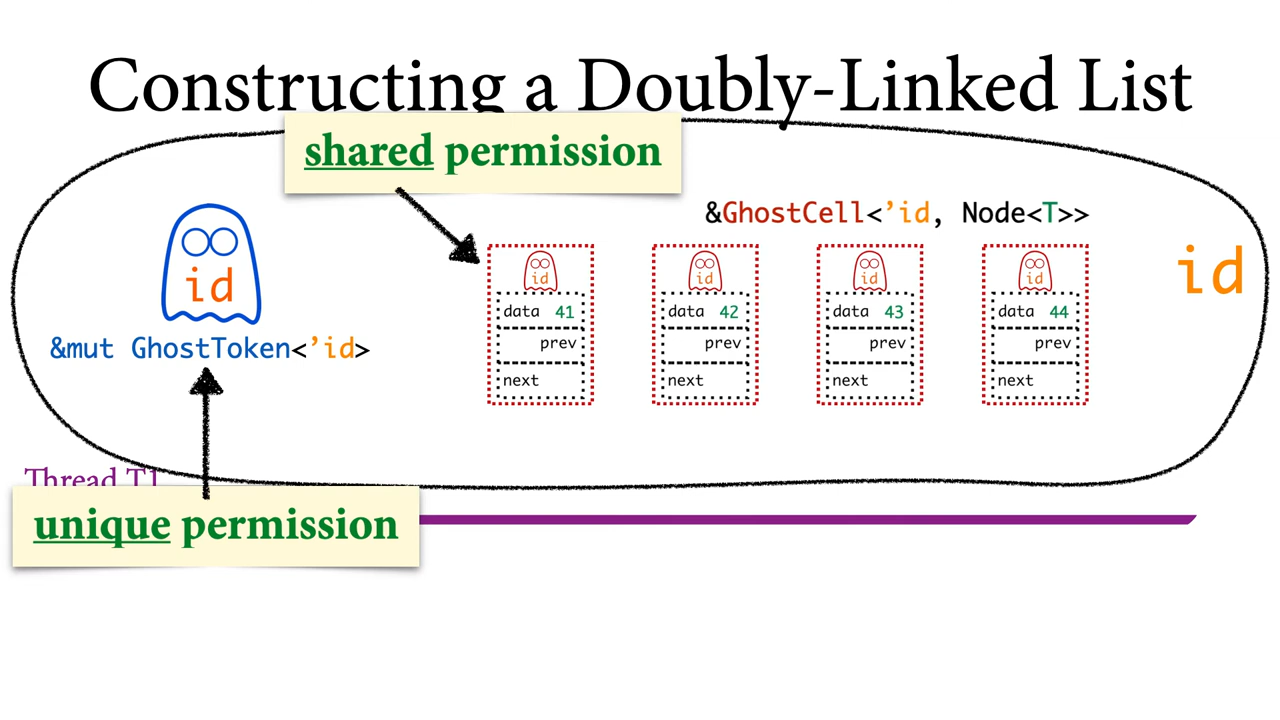 Constructing a Doubly-Linked List
shared permission
&GhostCell<’id, Node<T>>
id
&mut GhostToken<’id>
id
data 41
prev
next
id
data 42
prev
next
id
data 43
prev
next
id
data 44
prev
next
id
Thread T1
unique permission